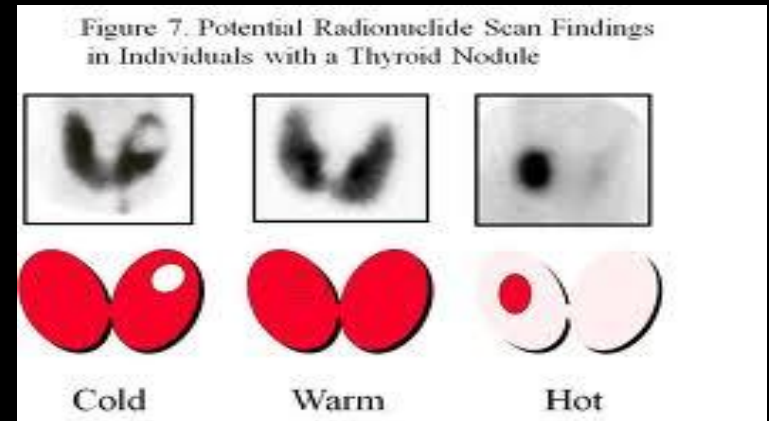 Figure 7. Potential Radionuclide Scan Findings
in Individuals with a Thyroid Nodule
Cold
Warm
Hot